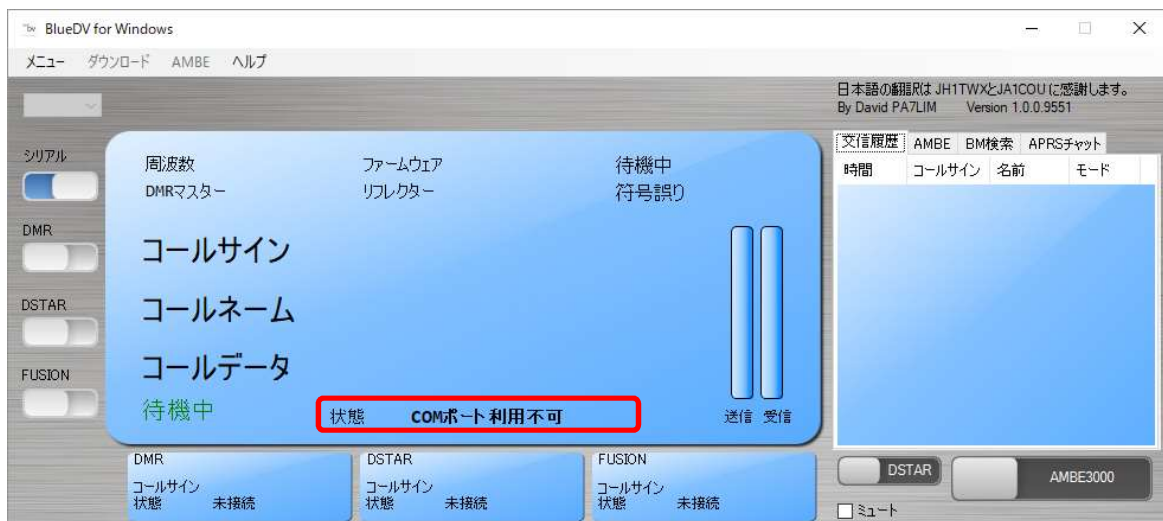 BlueDV for Windows
メニュー ダウンロード AMBE ヘルプ
日本語の翻訳は JH1TWXとJA1COUに感謝します。
By David PA7LIM Version 1.0.0.9551
シリアル
DMR
DSTAR
FUSION
周波数 ファームウェア 待機中
DMRマスター リフレクター 符号誤り
コールサイン
コールネーム
コールデータ
待機中 状態 COMポート利用不可 送信 受信
交信履歴 AMBE BM検索 APRSチャット
時間 コールサイン 名前 モード
DMR
コールサイン
状態 未接続
DSTAR
コールサイン
状態 未接続
FUSION
コールサイン
状態 未接続
DSTAR AMBE3000
ミュート